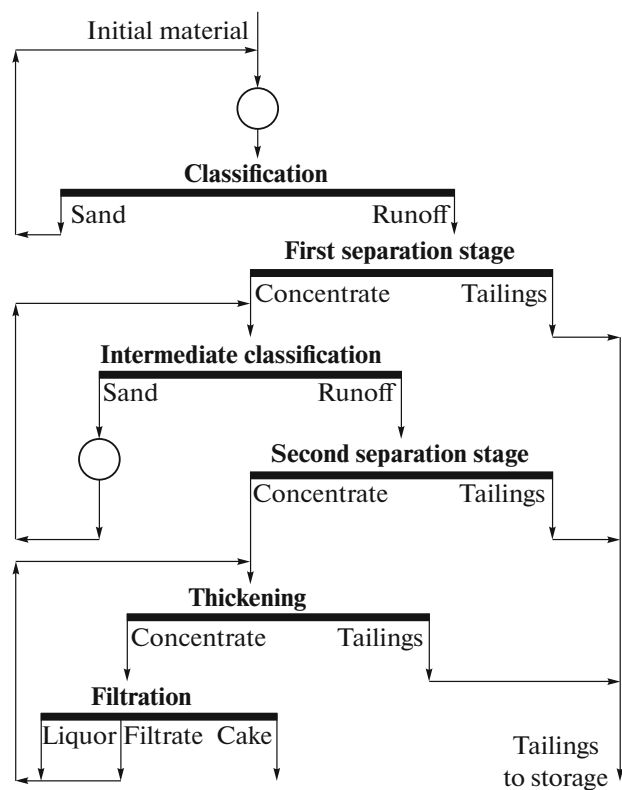 Initial material
Classification
Sand Runoff
First separation stage
Concentrate Tailings
Intermediate classification
Sand Runoff
Second separation stage
Concentrate Tailings
Thickening
Concentrate Tailings
Filtration
Liquor Filtrate Cake
Tailings
to storage